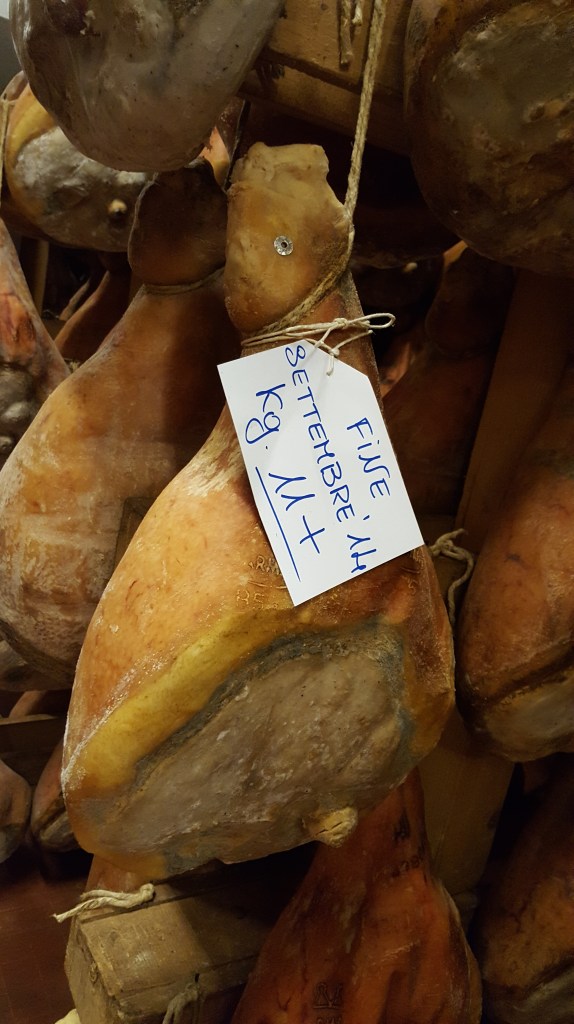 FINE
SETTEMBRE '14
Kg. 11+